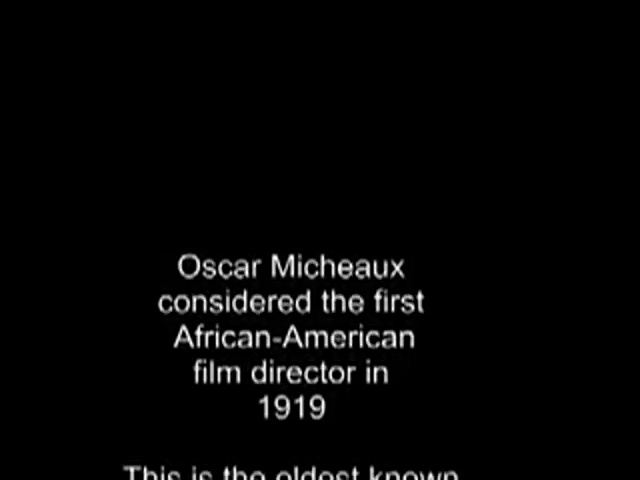 Oscar Micheaux
considered the first
African-American
film director in
1919
This is the oldest known